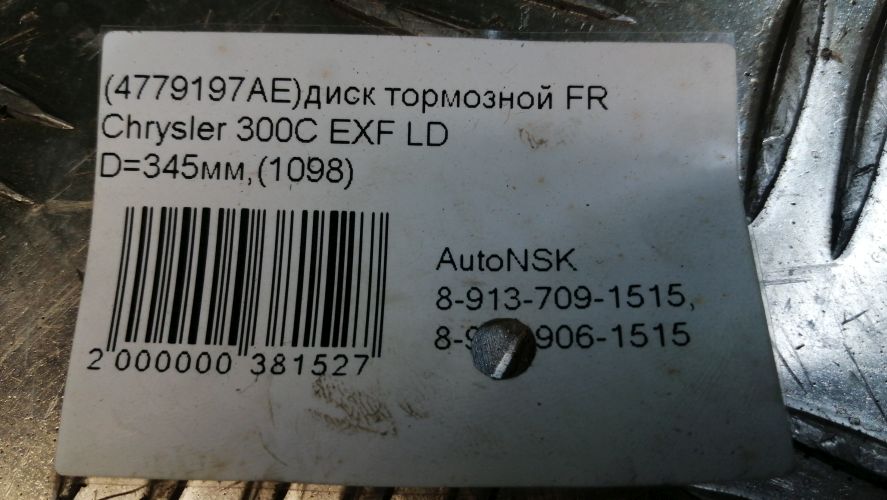 (4779197AE)диск тормозной FR
Chrysler 300C EXF LD
D=345мм,(1098)
2 000000 381527
AutoNSK
8-913-709-1515,
906-1515